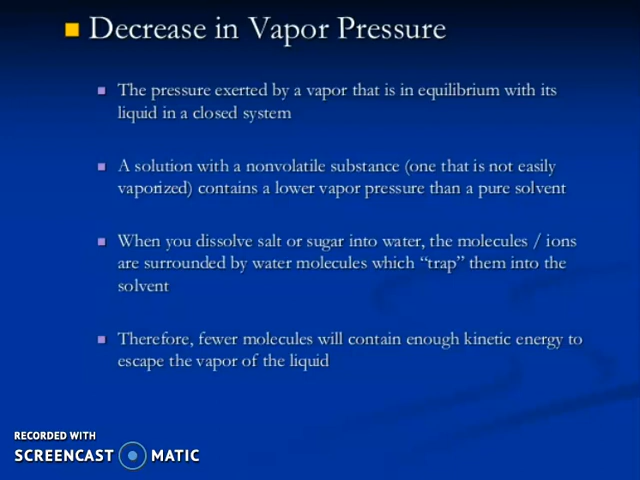 Decrease in Vapor Pressure
The pressure exerted by a vapor that is in equilibrium with its
liquid in a closed system
A solution with a nonvolatile substance (one that is not easily
vaporized) contains a lower vapor pressure than a pure solvent
When you dissolve salt or sugar into water, the molecules / ions
are surrounded by water molecules which “trap” them into the
solvent
Therefore, fewer molecules will contain enough kinetic energy to
escape the vapor of the liquid
RECORDED WITH
SCREENCAST MATIC